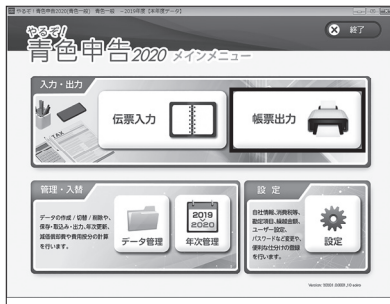 やるぞ!青色申告2020(青色一郎) 青色一郎 -2019年度【本年度データ】
やるぞ!
青色申告2020 メインメニュー
終了
入力・出力
TAX
伝票入力
帳票出力
管理・入替
データの作成/切替/削除や、
保存・取込み・出力、年次更新、
減価償却費や費用按分の計算
を行います。
データ管理
2019
2020
年次管理
設 定
自社情報、消費税等、
勘定項目、繰越金額、
ユーザー設定、
パスワードなど変更や、
便利な仕分けの登録
を行います。
設定